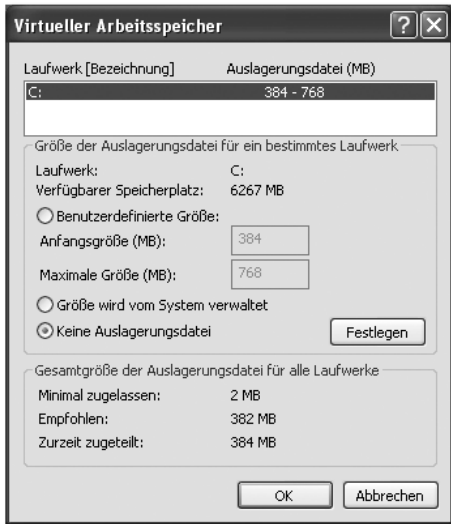 Virtueller Arbeitsspeicher
Laufwerk [Bezeichnung] Auslagerungsdatei (MB)
C: 384 - 768
Größe der Auslagerungsdatei für ein bestimmtes Laufwerk
Laufwerk: C:
Verfügbarer Speicherplatz: 6267 MB
Benutzerdefinierte Größe:
Anfangsgröße (MB): 384
Maximale Größe (MB): 768
Größe wird vom System verwaltet
Keine Auslagerungsdatei Festlegen
Gesamtgröße der Auslagerungsdatei für alle Laufwerke
Minimal zugelassen: 2 MB
Empfohlen: 382 MB
Zurzeit zugeteilt: 384 MB
OK Abbrechen